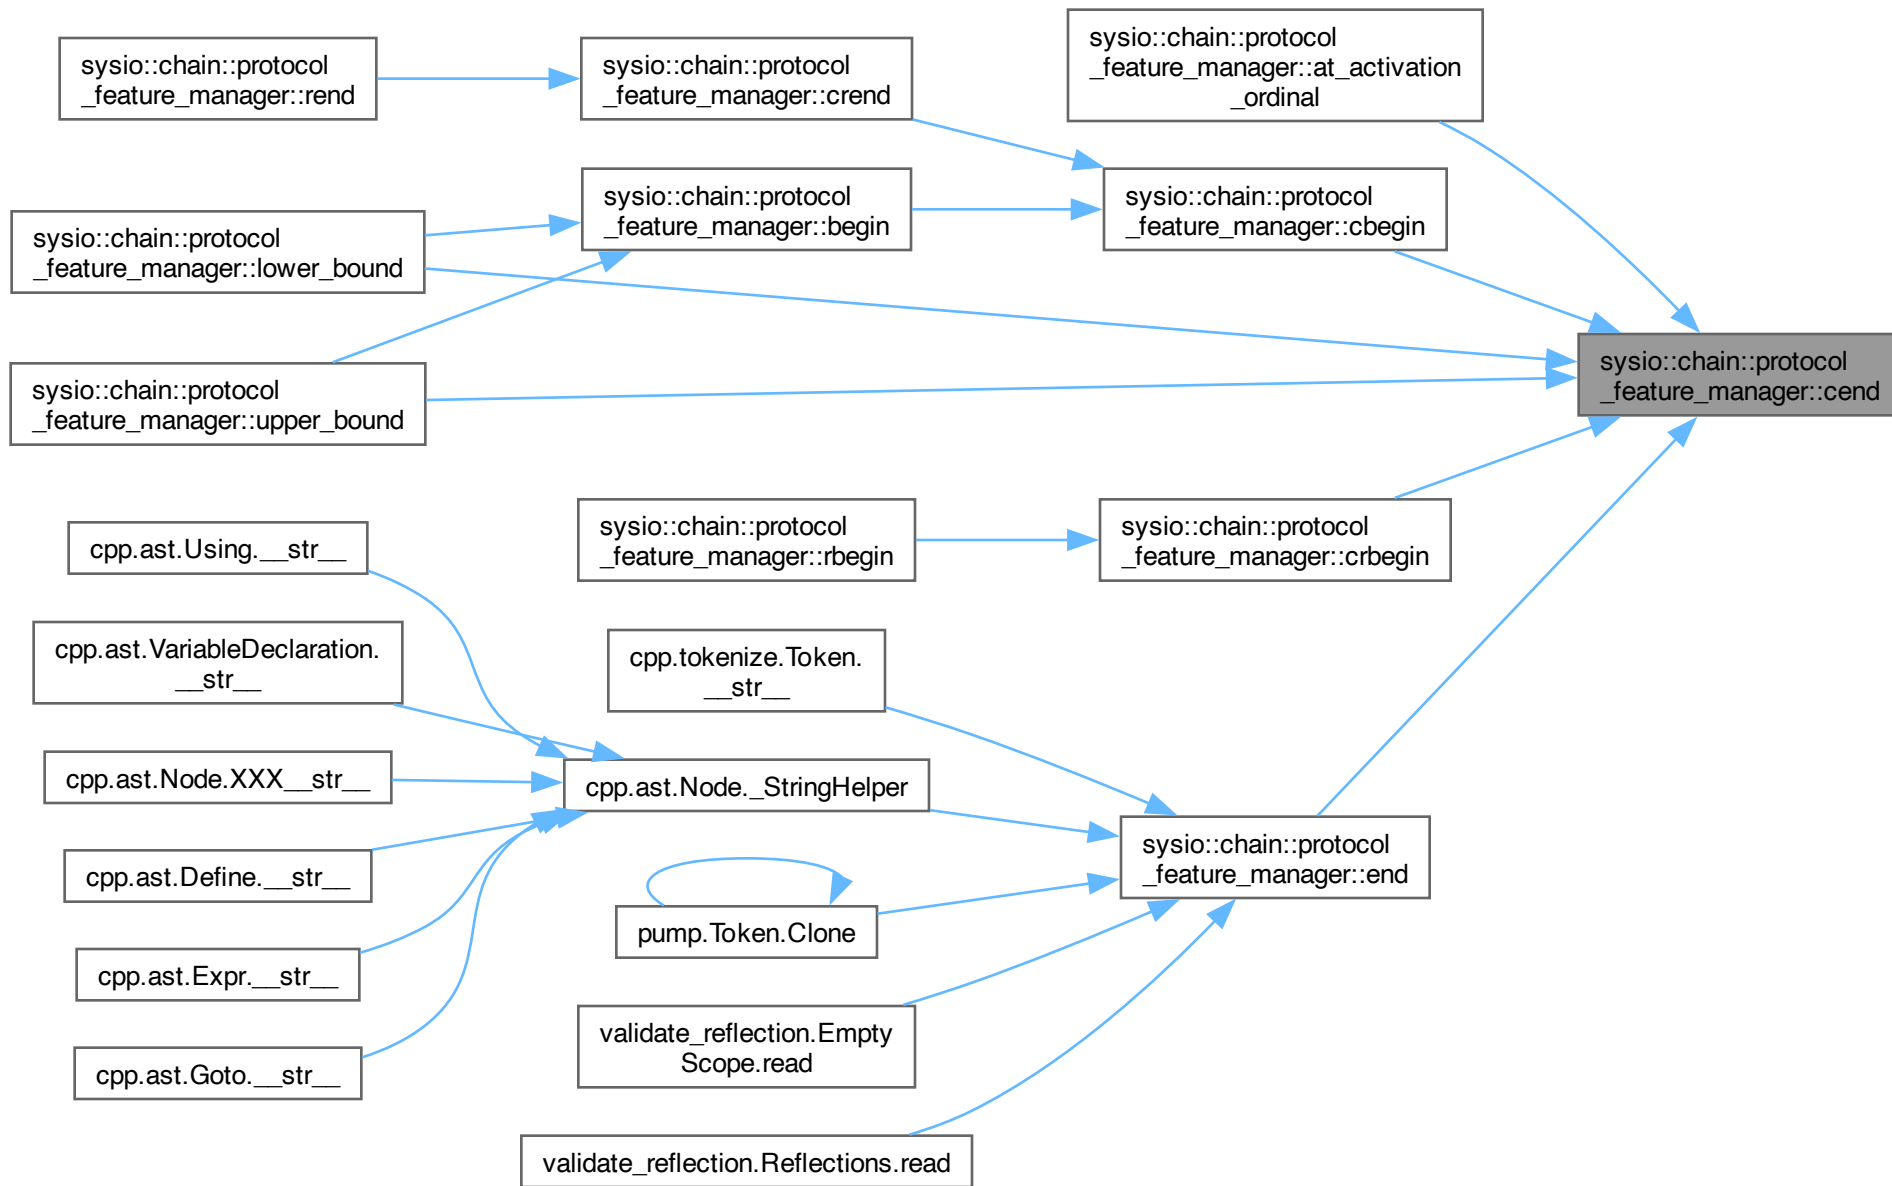 sysio::chain::protocol
_feature_manager::rend
sysio::chain::protocol
_feature_manager::crend
sysio::chain::protocol
_feature_manager::at_activation
_ordinal
sysio::chain::protocol
_feature_manager::lower_bound
sysio::chain::protocol
_feature_manager::begin
sysio::chain::protocol
_feature_manager::cbegin
sysio::chain::protocol
_feature_manager::upper_bound
sysio::chain::protocol
_feature_manager::cend
sysio::chain::protocol
_feature_manager::rbegin
sysio::chain::protocol
_feature_manager::crbegin
cpp.ast.Using.__str__
cpp.ast.VariableDeclaration.
__str__
cpp.tokenize.Token.
__str__
cpp.ast.Node.XXX__str__
cpp.ast.Node._StringHelper
cpp.ast.Define.__str__
sysio::chain::protocol
_feature_manager::end
pump.Token.Clone
cpp.ast.Expr.__str__
validate_reflection.Empty
Scope.read
cpp.ast.Goto.__str__
validate_reflection.Reflections.read